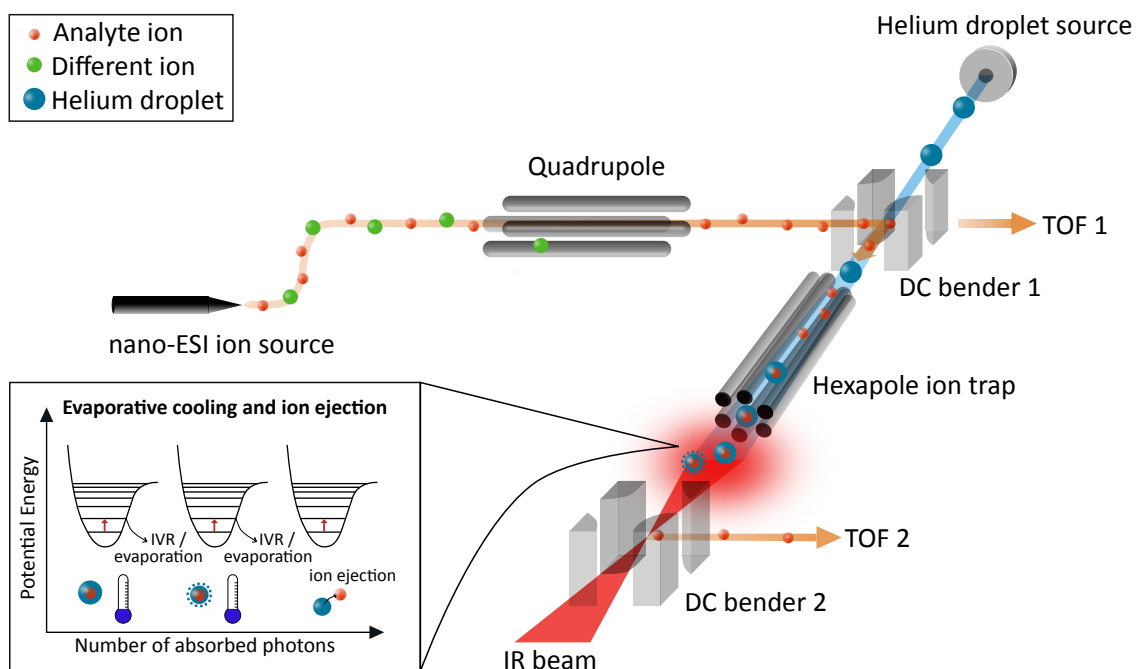 Analyte ion
Different ion
Helium droplet
Helium droplet source
Quadrupole
TOF 1
DC bender 1
nano-ESI ion source
Hexapole ion trap
Evaporative cooling and ion ejection
Potential Energy
IVR /
evaporation
IVR /
evaporation
ion ejection
Number of absorbed photons
TOF 2
DC bender 2
IR beam